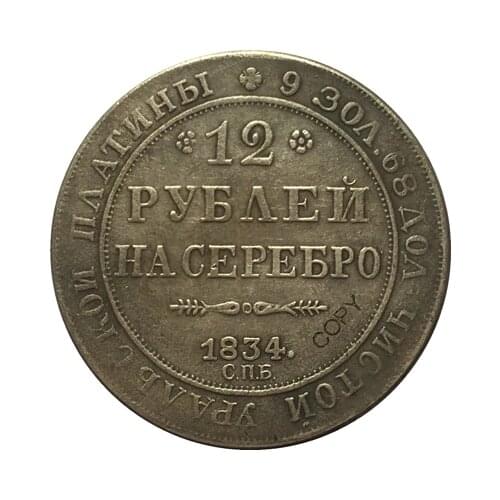 9 ЗОЛ. 68 ДОЛ. ЧИСТОЙ УРАЛЬСКОЙ ПЛАТИНЫ
12
РУБЛЕЙ
НА СЕРЕБРО
1834.
С.П.Б.
COPY